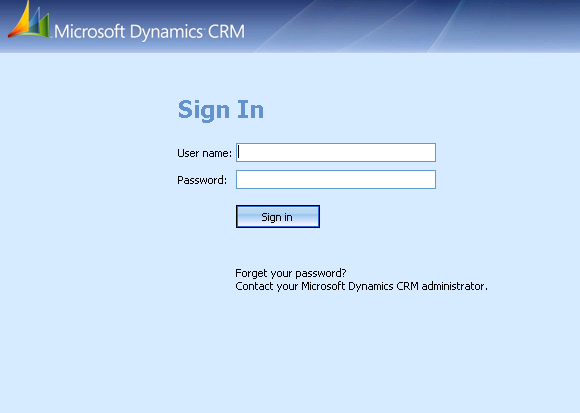 Microsoft Dynamics CRM
Sign In
User name:
Password:
Sign in
Forget your password?
Contact your Microsoft Dynamics CRM administrator.